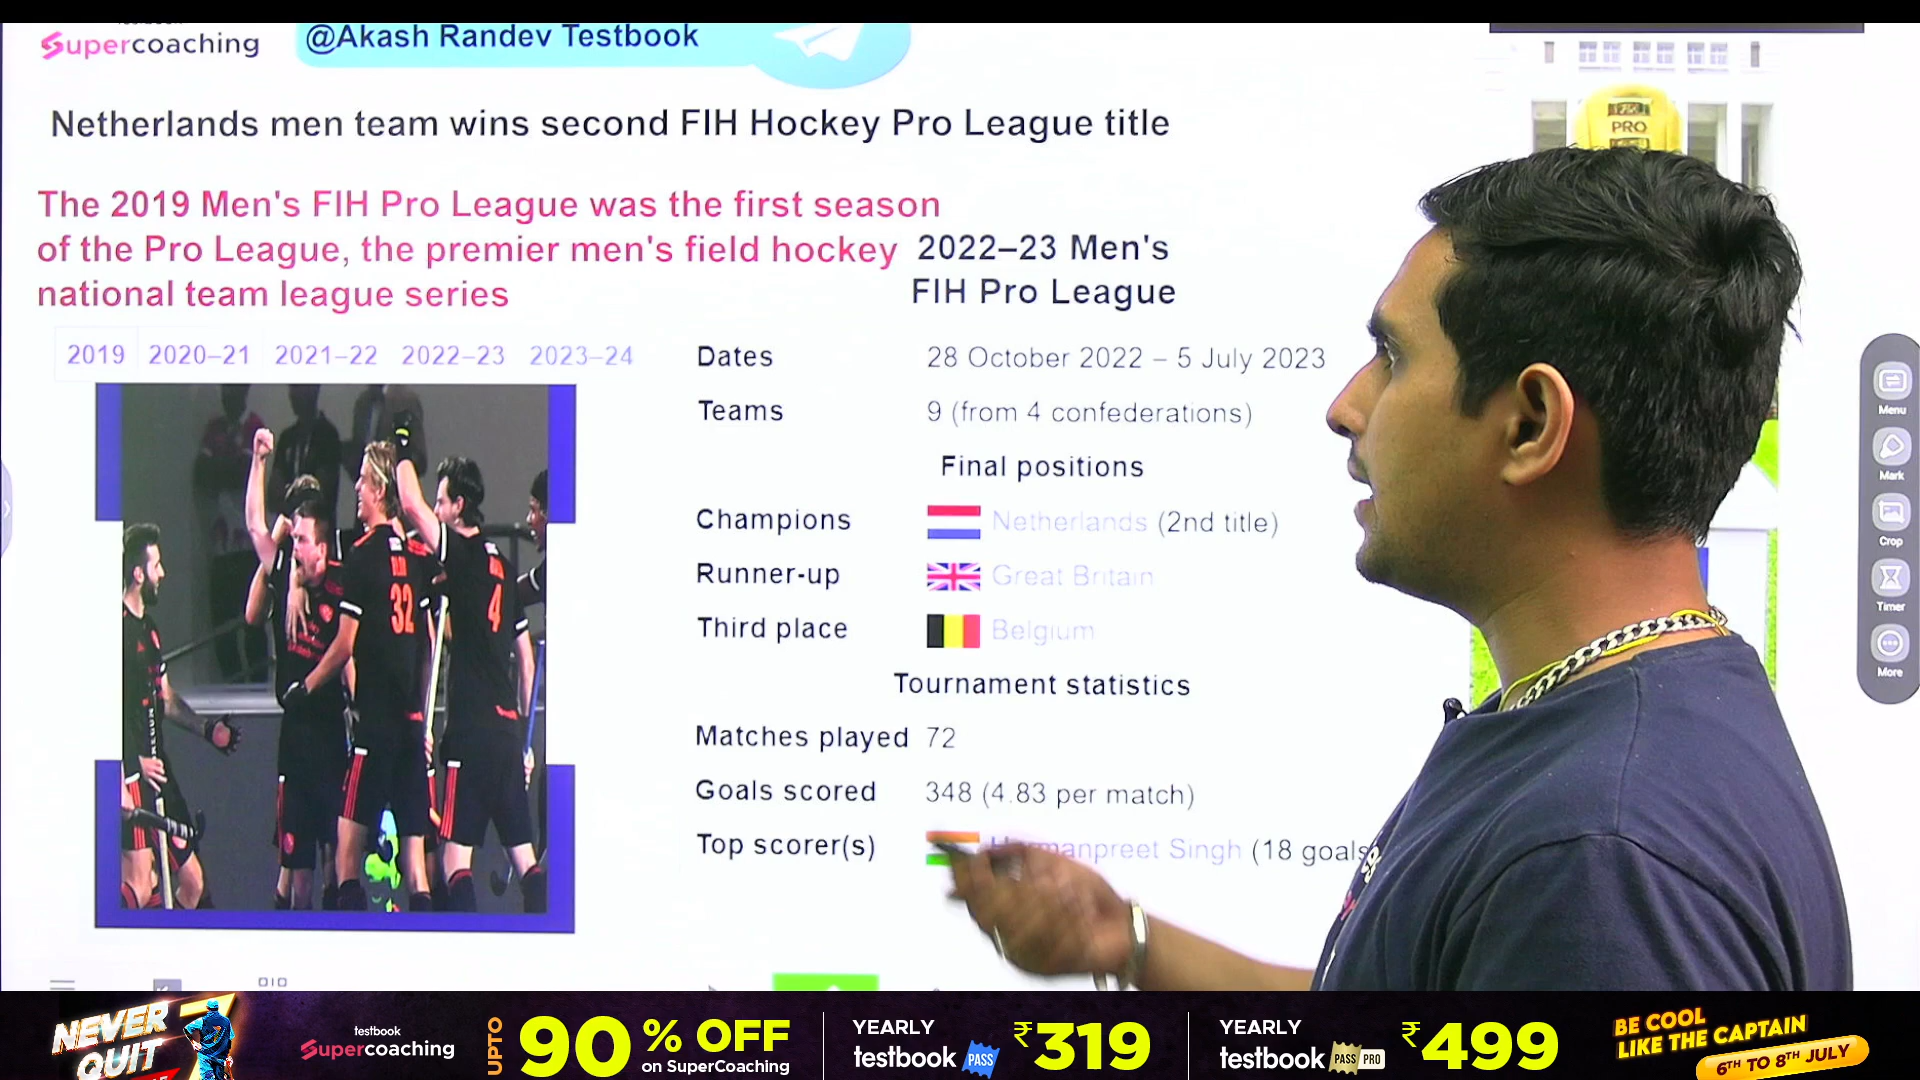 Supercoaching
@Akash Randev Testbook
Netherlands men team wins second FIH Hockey Pro League title
PRO
The 2019 Men's FIH Pro League was the first season
of the Pro League, the premier men's field hockey
national team league series
2022–23 Men's
FIH Pro League
2019 2020–21 2021–22 2022–23 2023–24
Dates 28 October 2022 – 5 July 2023
Teams 9 (from 4 confederations)
Final positions
Champions Netherlands (2nd title)
Runner-up Great Britain
Third place Belgium
Tournament statistics
Matches played 72
Goals scored 348 (4.83 per match)
Top scorer(s) Harmanpreet Singh (18 goals
32
4
Menu
Mark
Crop
Timer
More
NEVER
QUIT
testbook
Supercoaching
UPTO 90% OFF
on SuperCoaching
YEARLY
testbook PASS
₹319
YEARLY
testbook PASS PRO
₹499
BE COOL
LIKE THE CAPTAIN
6TH TO 8TH JULY
7